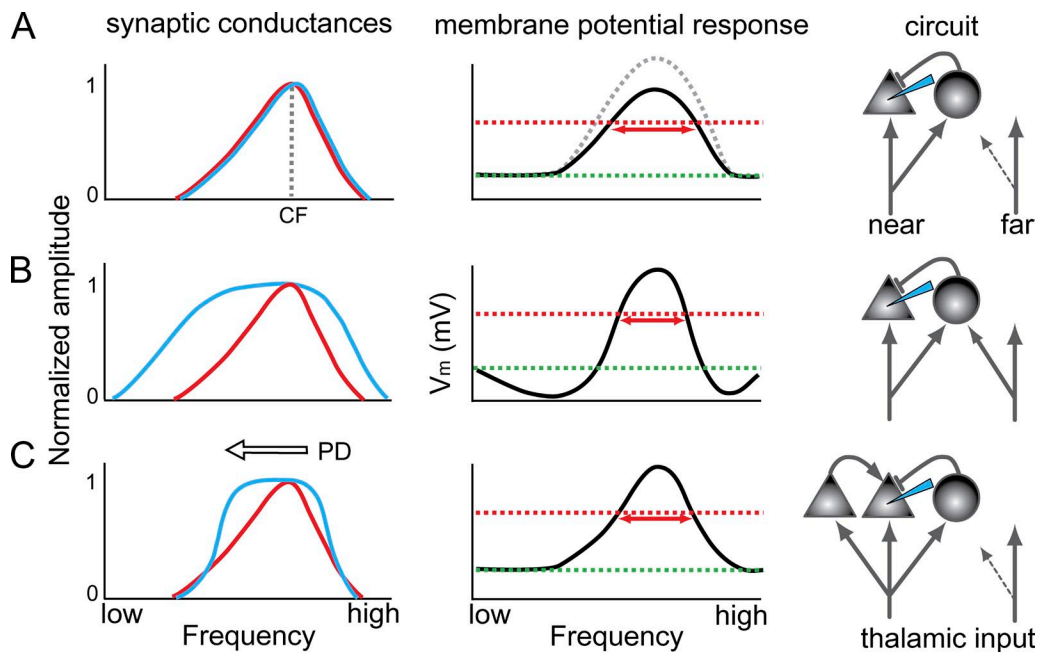 A
synaptic conductances
membrane potential response
circuit
1
0
CF
near
far
B
Normalized amplitude
1
0
Vm (mV)
C
PD
1
0
low
high
Frequency
low
high
Frequency
thalamic input